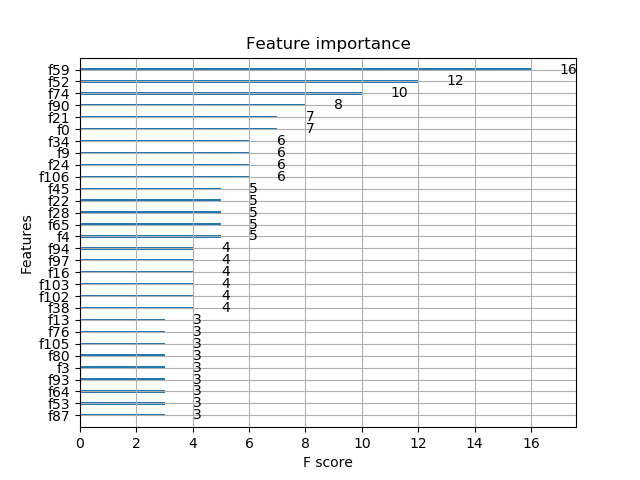 Feature importance
f59 16
f52 12
f74 10
f90 8
f21 7
f0 7
f34 6
f9 6
f24 6
f106 6
f45 5
f22 5
f28 5
f65 5
f4 5
f94 4
f97 4
f16 4
f103 4
f102 4
f38 4
f13 3
f76 3
f105 3
f80 3
f3 3
f93 3
f64 3
f53 3
f87 3
Features
0 2 4 6 8 10 12 14 16
F score